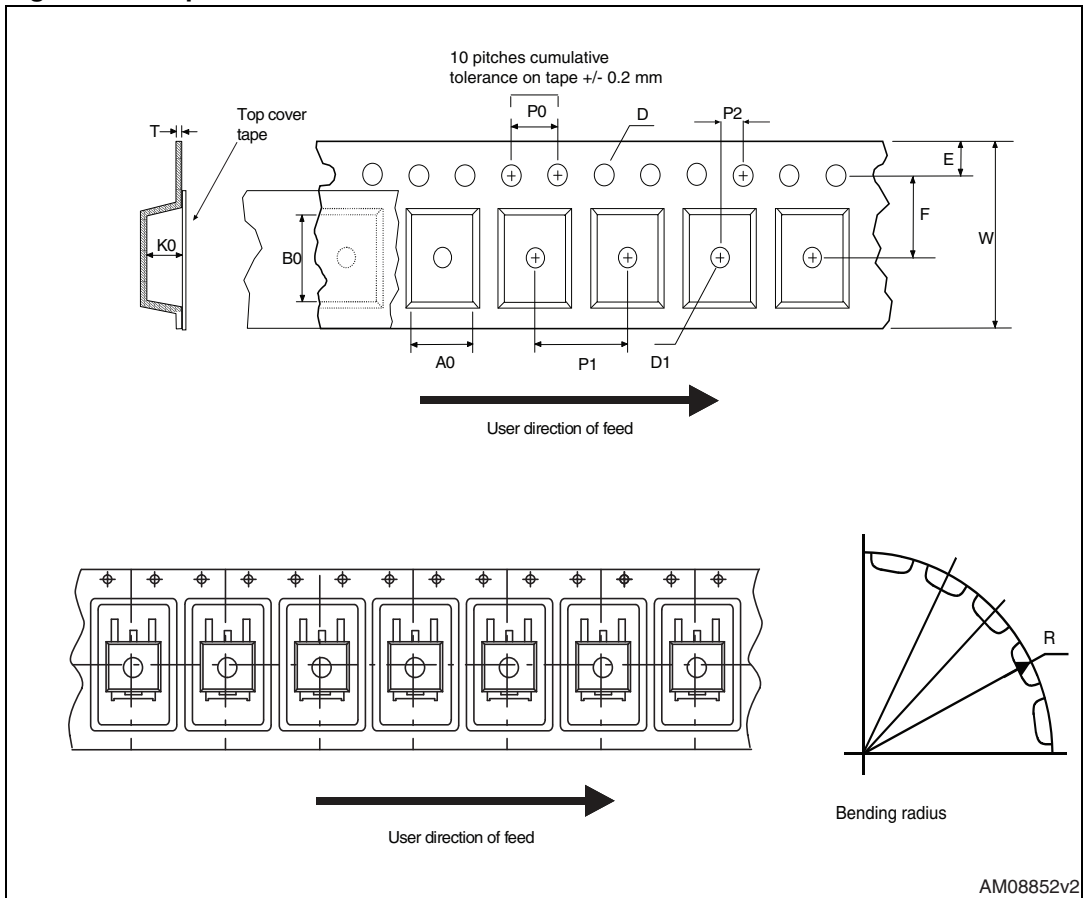 10 pitches cumulative
tolerance on tape +/- 0.2 mm
P0
D
P2
T
Top cover
tape
E
F
W
K0
B0
A0
P1
D1
User direction of feed
R
Bending radius
User direction of feed
AM08852v2